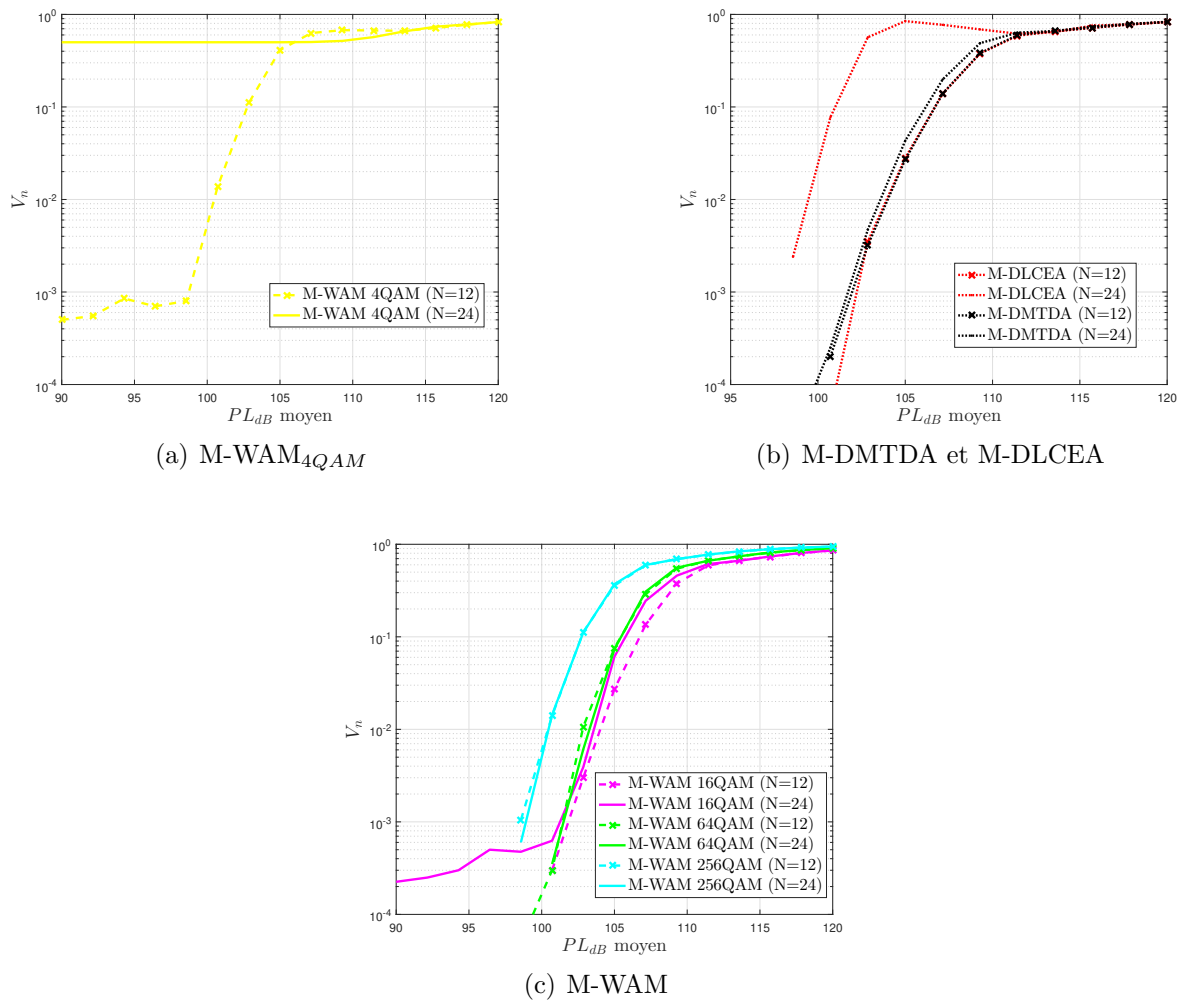 10^0
10^-1
10^-2
10^-3
10^-4
V_n
90 95 100 105 110 115 120
PL_dB moyen
M-WAM 4QAM (N=12)
M-WAM 4QAM (N=24)
(a) M-WAM_4QAM
10^0
10^-1
10^-2
10^-3
10^-4
V_n
95 100 105 110 115 120
PL_dB moyen
M-DLCEA (N=12)
M-DLCEA (N=24)
M-DMTDA (N=12)
M-DMTDA (N=24)
(b) M-DMTDA et M-DLCEA
10^0
10^-1
10^-2
10^-3
10^-4
V_n
90 95 100 105 110 115 120
PL_dB moyen
M-WAM 16QAM (N=12)
M-WAM 16QAM (N=24)
M-WAM 64QAM (N=12)
M-WAM 64QAM (N=24)
M-WAM 256QAM (N=12)
M-WAM 256QAM (N=24)
(c) M-WAM